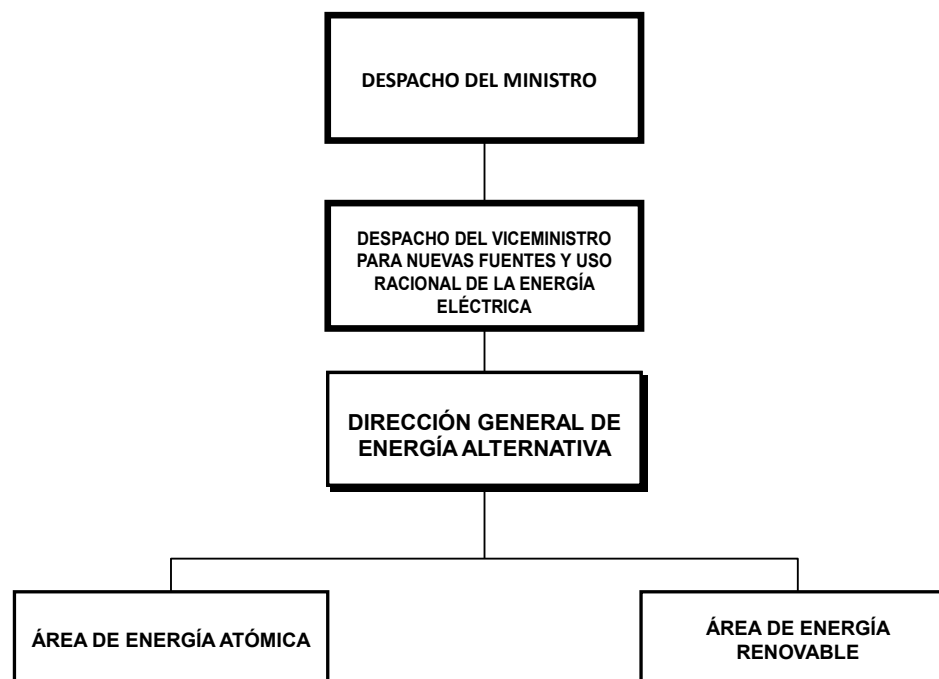 DESPACHO DEL MINISTRO
DESPACHO DEL VICEMINISTRO
PARA NUEVAS FUENTES Y USO
RACIONAL DE LA ENERGÍA
ELÉCTRICA
DIRECCIÓN GENERAL DE
ENERGÍA ALTERNATIVA
ÁREA DE ENERGÍA ATÓMICA
ÁREA DE ENERGÍA
RENOVABLE